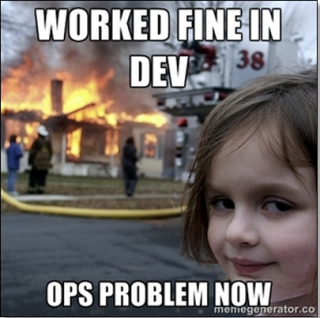 WORKED FINE IN
DEV
38
OPS PROBLEM NOW
memegenerator.co